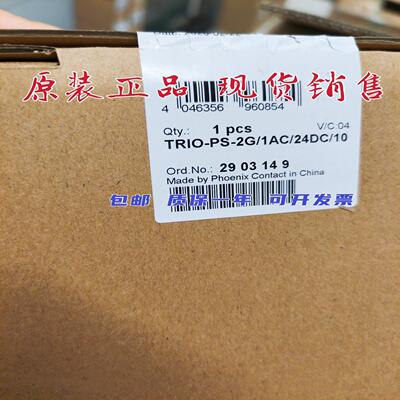 原装正品 现货销售
4 046356 960854
Qty.: 1 pcs V/C:04
TRIO-PS-2G/1AC/24DC/10
Ord.No.: 29 03 14 9
Made by Phoenix Contact in China
包邮 质保一年 可开发票